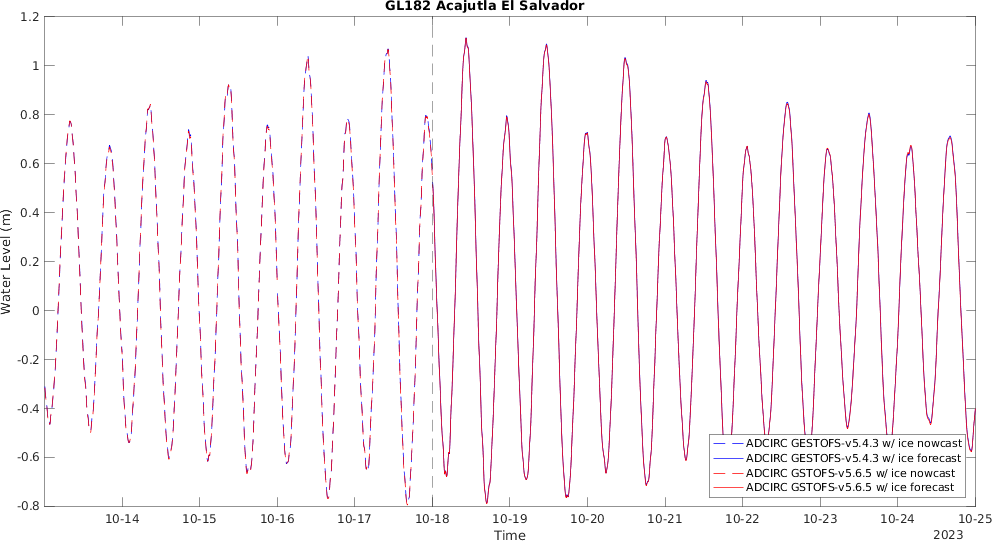 GL182 Acajutla El Salvador
1.2
1
0.8
0.6
0.4
0.2
0
-0.2
-0.4
-0.6
-0.8
Water Level (m)
10-14 10-15 10-16 10-17 10-18 10-19 10-20 10-21 10-22 10-23 10-24 10-25
Time
2023
ADCIRC GESTOFS-v5.4.3 w/ ice nowcast
ADCIRC GESTOFS-v5.4.3 w/ ice forecast
ADCIRC GSTOFS-v5.6.5 w/ ice nowcast
ADCIRC GSTOFS-v5.6.5 w/ ice forecast